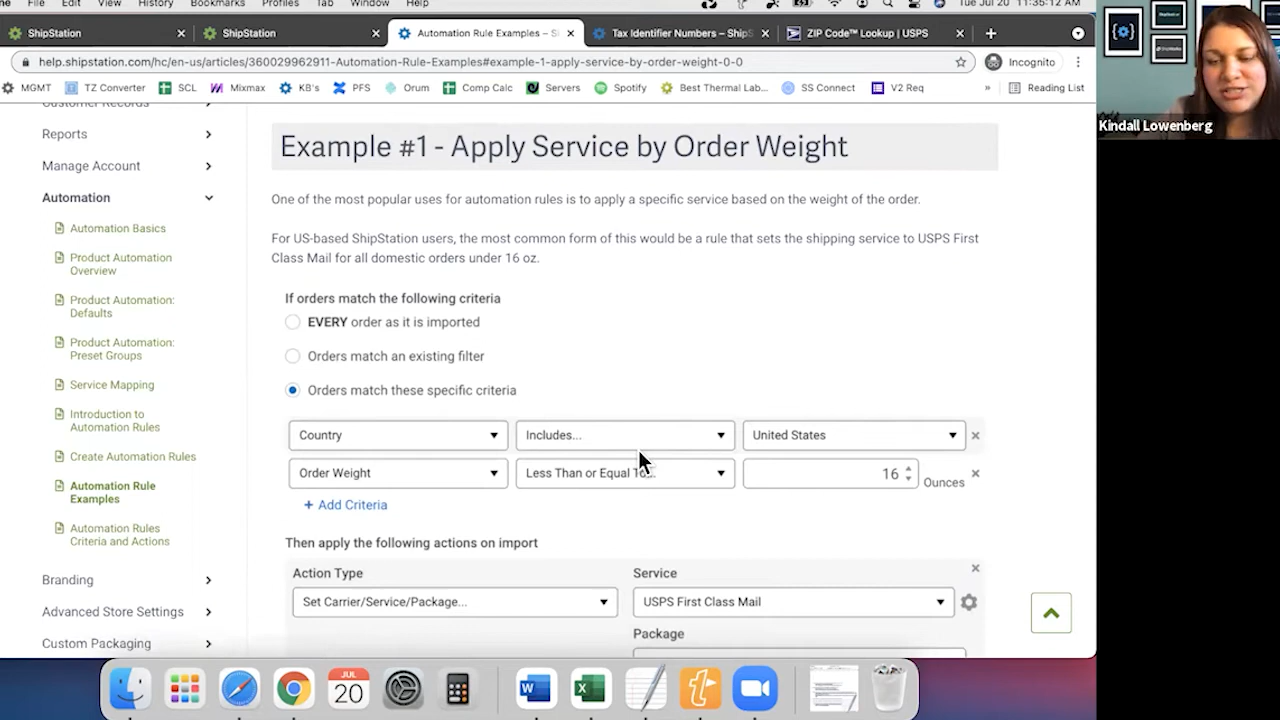 File Edit View History Bookmarks Profiles Tab Window Help
Tue Jul 20 11:35:12 AM
ShipStation
ShipStation
Automation Rule Examples – S
Tax Identifier Numbers – Ship
ZIP Code™ Lookup | USPS
help.shipstation.com/hc/en-us/articles/360029962911-Automation-Rule-Examples#example-1-apply-service-by-order-weight-0-0
Incognito
MGMT
TZ Converter
SCL
Mixmax
KB's
PFS
Orum
Comp Calc
Servers
Spotify
Best Thermal Lab...
SS Connect
V2 Req
»
Reading List
Kindall Lowenberg
Customer Records
Reports
Manage Account
Automation
Automation Basics
Product Automation
Overview
Product Automation:
Defaults
Product Automation:
Preset Groups
Service Mapping
Introduction to
Automation Rules
Create Automation Rules
Automation Rule
Examples
Automation Rules
Criteria and Actions
Branding
Advanced Store Settings
Custom Packaging
Example #1 - Apply Service by Order Weight
One of the most popular uses for automation rules is to apply a specific service based on the weight of the order.
For US-based ShipStation users, the most common form of this would be a rule that sets the shipping service to USPS First
Class Mail for all domestic orders under 16 oz.
If orders match the following criteria
EVERY order as it is imported
Orders match an existing filter
Orders match these specific criteria
Country Includes... United States
Order Weight Less Than or Equal To... 16 Ounces
+ Add Criteria
Then apply the following actions on import
Action Type Service
Set Carrier/Service/Package... USPS First Class Mail
Package
JUL
20